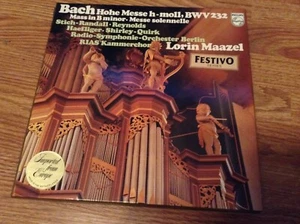 Bach Hohe Messe h-moll, BWV 232
Mass in B minor · Messe solennelle
Stich-Randall · Reynolds
Haefliger · Shirley-Quirk
Radio-Symphonie-Orchester Berlin
RIAS Kammerchor
Lorin Maazel
FESTIVO
Imported
from
Europe